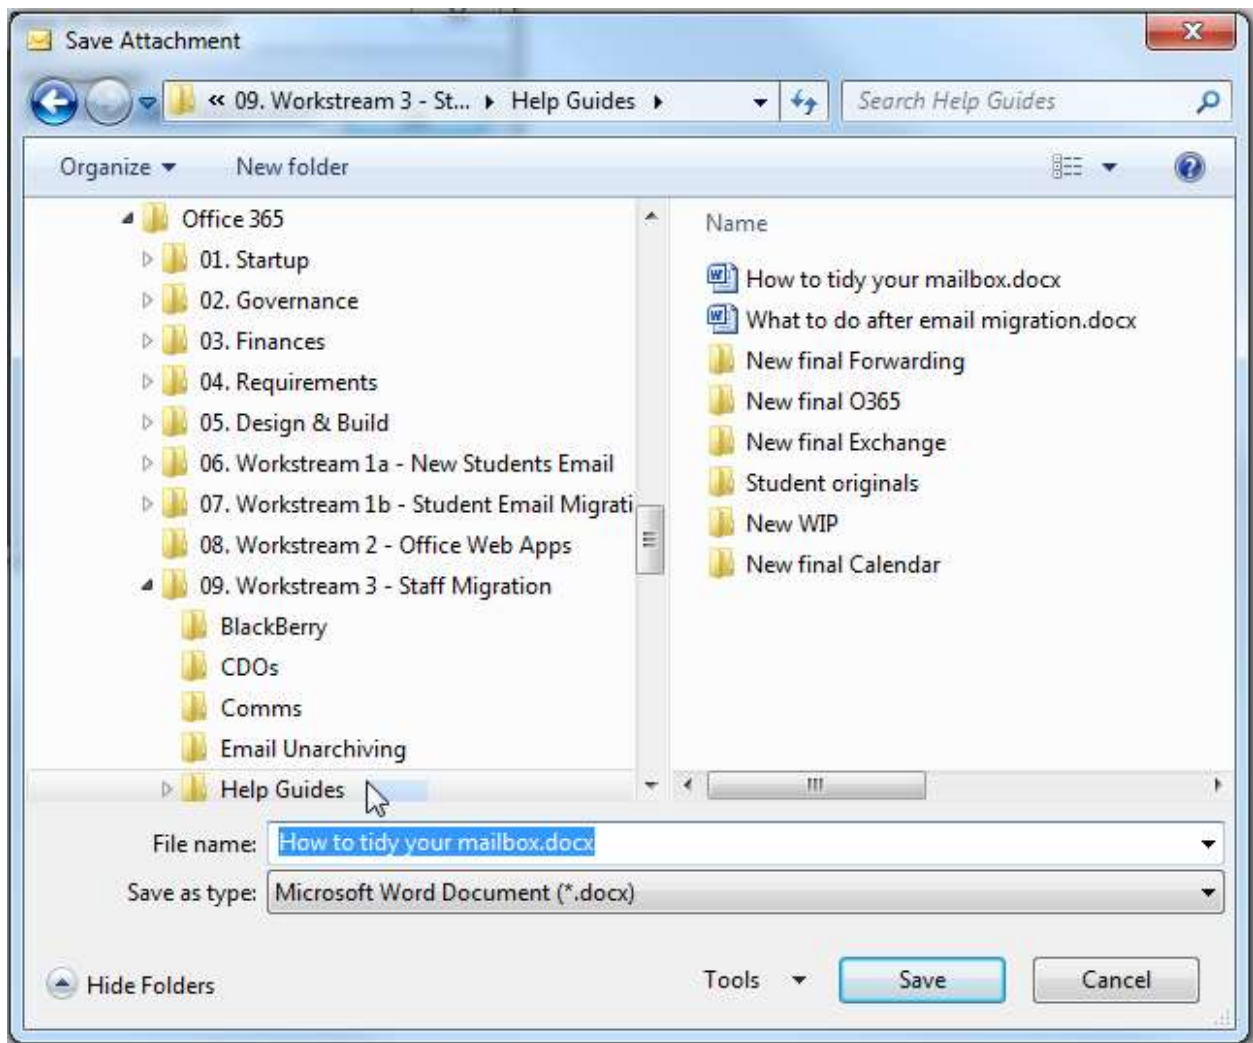 Save Attachment
« 09. Workstream 3 - St... Help Guides
Search Help Guides
Organize
New folder
Office 365
01. Startup
02. Governance
03. Finances
04. Requirements
05. Design & Build
06. Workstream 1a - New Students Email
07. Workstream 1b - Student Email Migrati
08. Workstream 2 - Office Web Apps
09. Workstream 3 - Staff Migration
BlackBerry
CDOs
Comms
Email Unarchiving
Help Guides
Name
How to tidy your mailbox.docx
What to do after email migration.docx
New final Forwarding
New final O365
New final Exchange
Student originals
New WIP
New final Calendar
File name: How to tidy your mailbox.docx
Save as type: Microsoft Word Document (*.docx)
Hide Folders
Tools
Save
Cancel